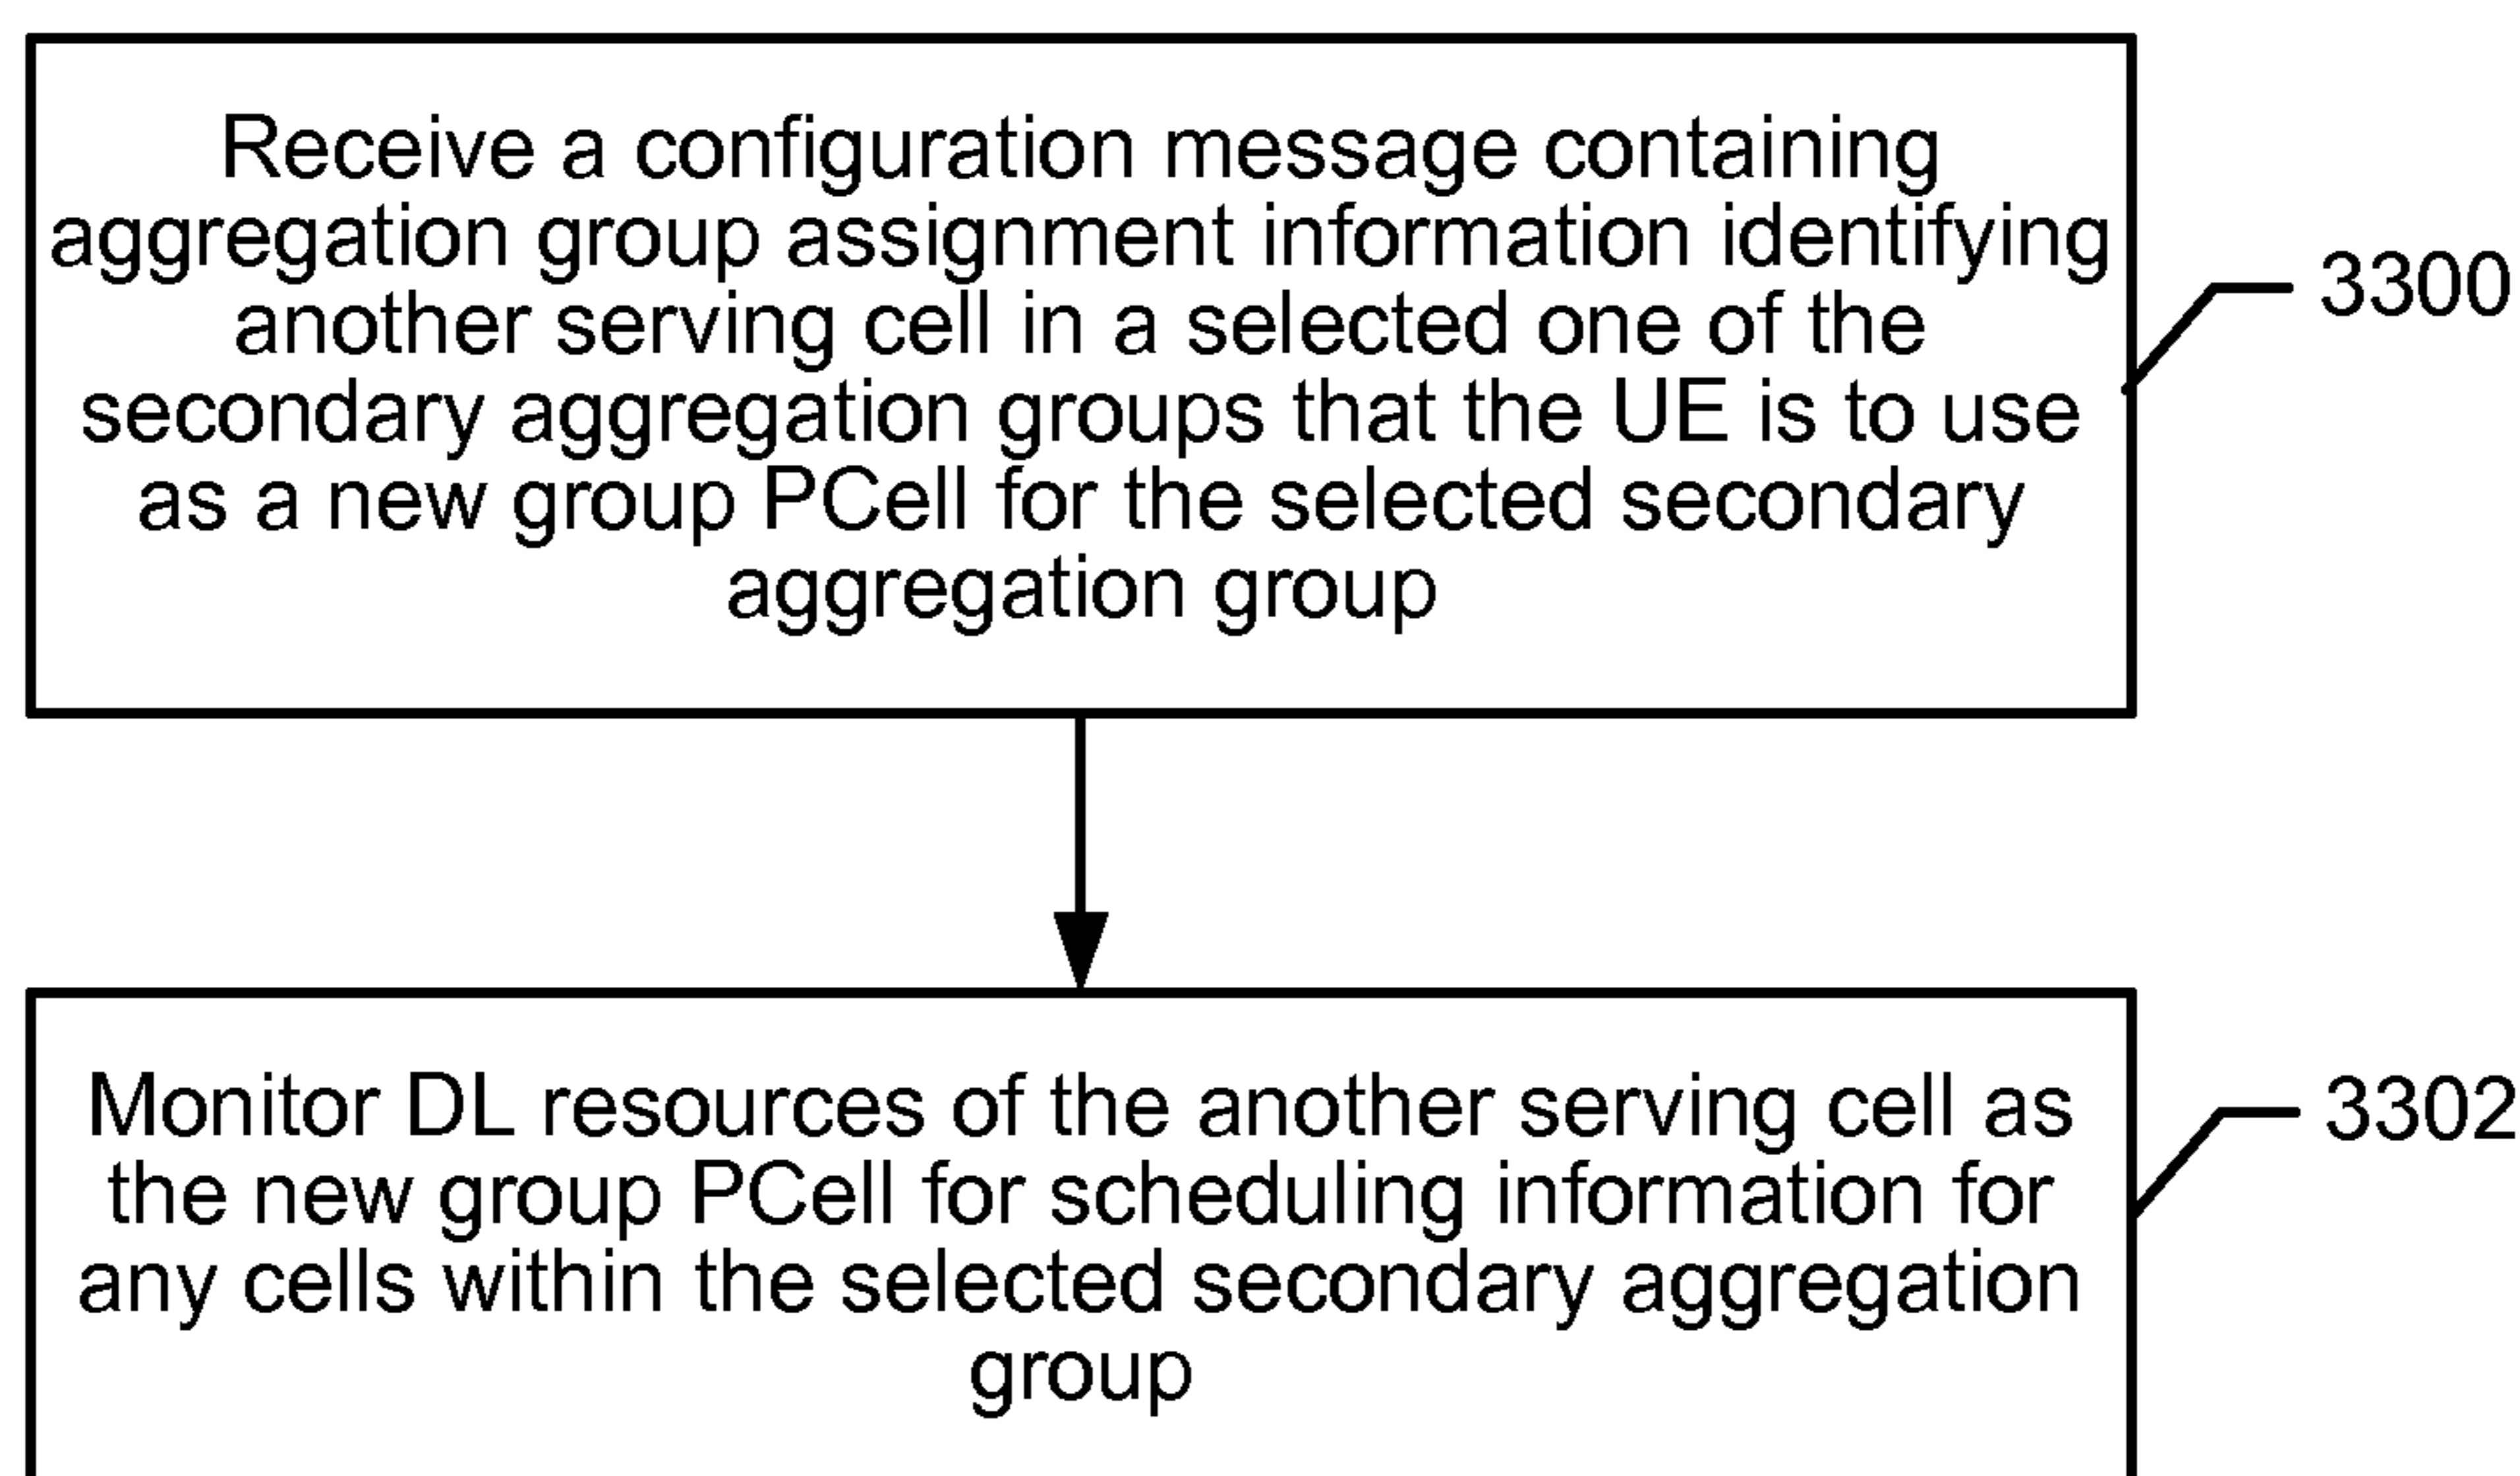 Receive a configuration message containing
aggregation group assignment information identifying
another serving cell in a selected one of the
secondary aggregation groups that the UE is to use
as a new group PCell for the selected secondary
aggregation group
3300
Monitor DL resources of the another serving cell as
the new group PCell for scheduling information for
any cells within the selected secondary aggregation
group
3302